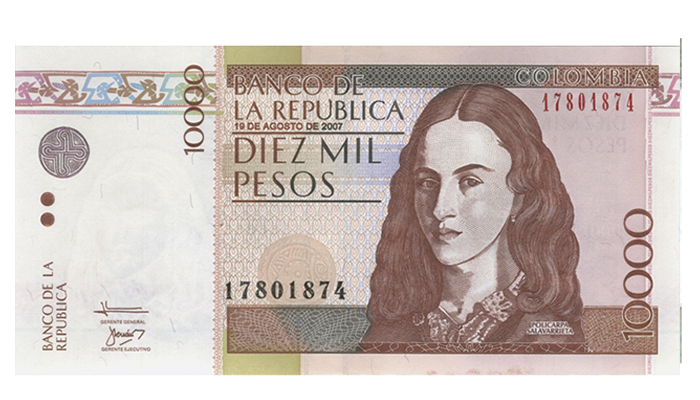 10000
BANCO DE
LA REPUBLICA
19 DE AGOSTO DE 2007
DIEZ MIL
PESOS
COLOMBIA
17801874
17801874
BANCO DE LA
REPUBLICA
GERENTE GENERAL
GERENTE EJECUTIVO
POLICARPA
SALAVARRIETA
10000